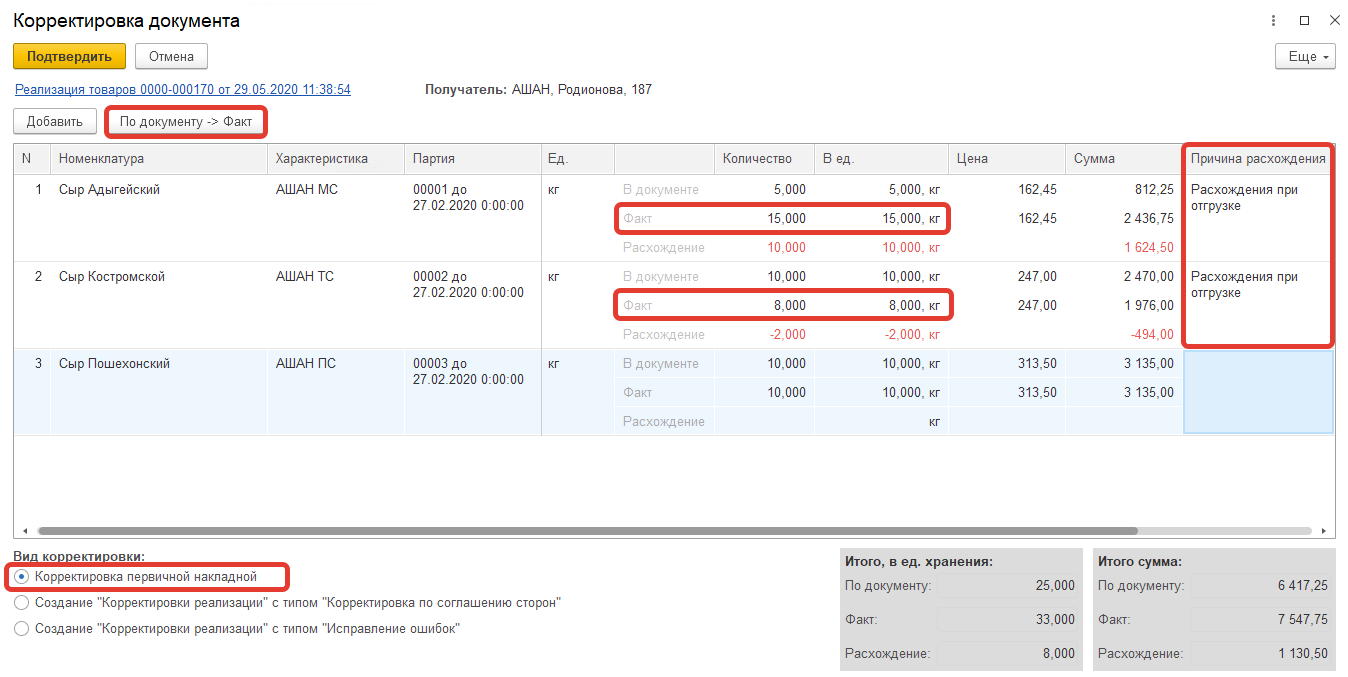 Корректировка документа
Подтвердить Отмена Еще
Реализация товаров 0000-000170 от 29.05.2020 11:38:54 Получатель: АШАН, Родионова, 187
Добавить По документу -> Факт
N Номенклатура Характеристика Партия Ед. Количество В ед. Цена Сумма Причина расхождения
1 Сыр Адыгейский АШАН МС 00001 до кг В документе 5,000 5,000, кг 162,45 812,25 Расхождения при
27.02.2020 0:00:00 отгрузке
Факт 15,000 15,000, кг 162,45 2 436,75
Расхождение 10,000 10,000, кг 1 624,50
2 Сыр Костромской АШАН ТС 00002 до кг В документе 10,000 10,000, кг 247,00 2 470,00 Расхождения при
27.02.2020 0:00:00 отгрузке
Факт 8,000 8,000, кг 247,00 1 976,00
Расхождение -2,000 -2,000, кг -494,00
3 Сыр Пошехонский АШАН ПС 00003 до кг В документе 10,000 10,000, кг 313,50 3 135,00
27.02.2020 0:00:00
Факт 10,000 10,000, кг 313,50 3 135,00
Расхождение кг
Вид корректировки:
Корректировка первичной накладной
Создание "Корректировки реализации" с типом "Корректировка по соглашению сторон"
Создание "Корректировки реализации" с типом "Исправление ошибок"
Итого, в ед. хранения:
По документу: 25,000
Факт: 33,000
Расхождение: 8,000
Итого сумма:
По документу: 6 417,25
Факт: 7 547,75
Расхождение: 1 130,50